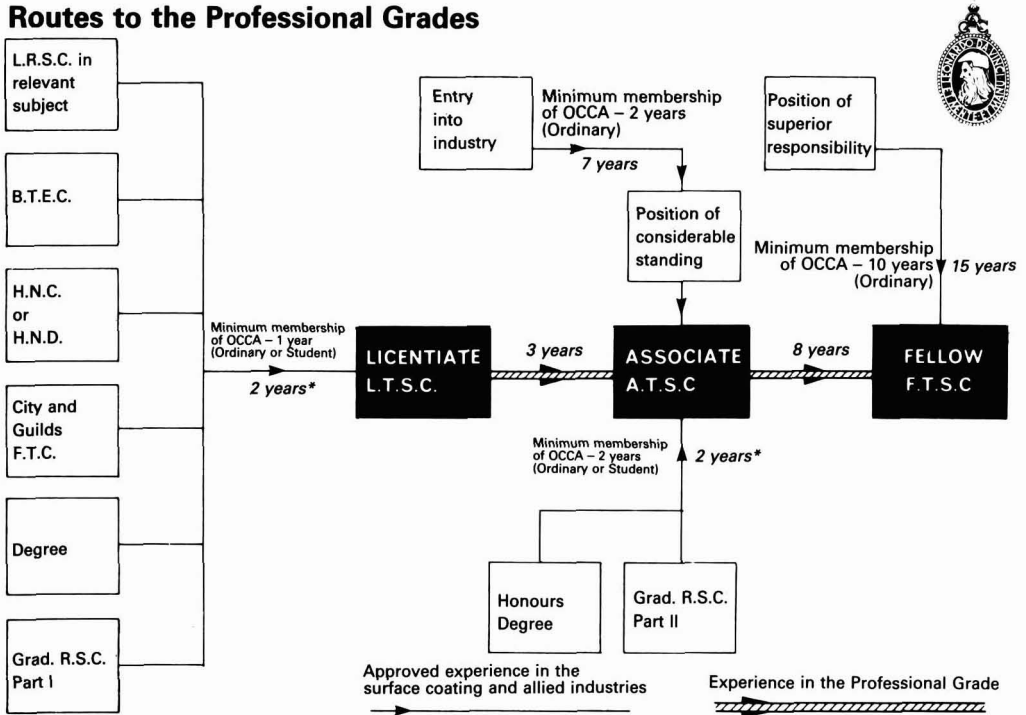 Routes to the Professional Grades
L.R.S.C. in
relevant
subject
B.T.E.C.
H.N.C.
or
H.N.D.
City and
Guilds
F.T.C.
Degree
Grad. R.S.C.
Part I
Minimum membership
of OCCA – 1 year
(Ordinary or Student)
2 years*
LICENTIATE
L.T.S.C.
3 years
Entry
into
industry
Minimum membership
of OCCA – 2 years
(Ordinary)
7 years
Position of
considerable
standing
ASSOCIATE
A.T.S.C
8 years
Position of
superior
responsibility
Minimum membership
of OCCA – 10 years
(Ordinary)
15 years
FELLOW
F.T.S.C
Minimum membership
of OCCA – 2 years
(Ordinary or Student)
2 years*
Honours
Degree
Grad. R.S.C.
Part II
Approved experience in the
surface coating and allied industries
Experience in the Professional Grade
LEONARDO DA VINCI